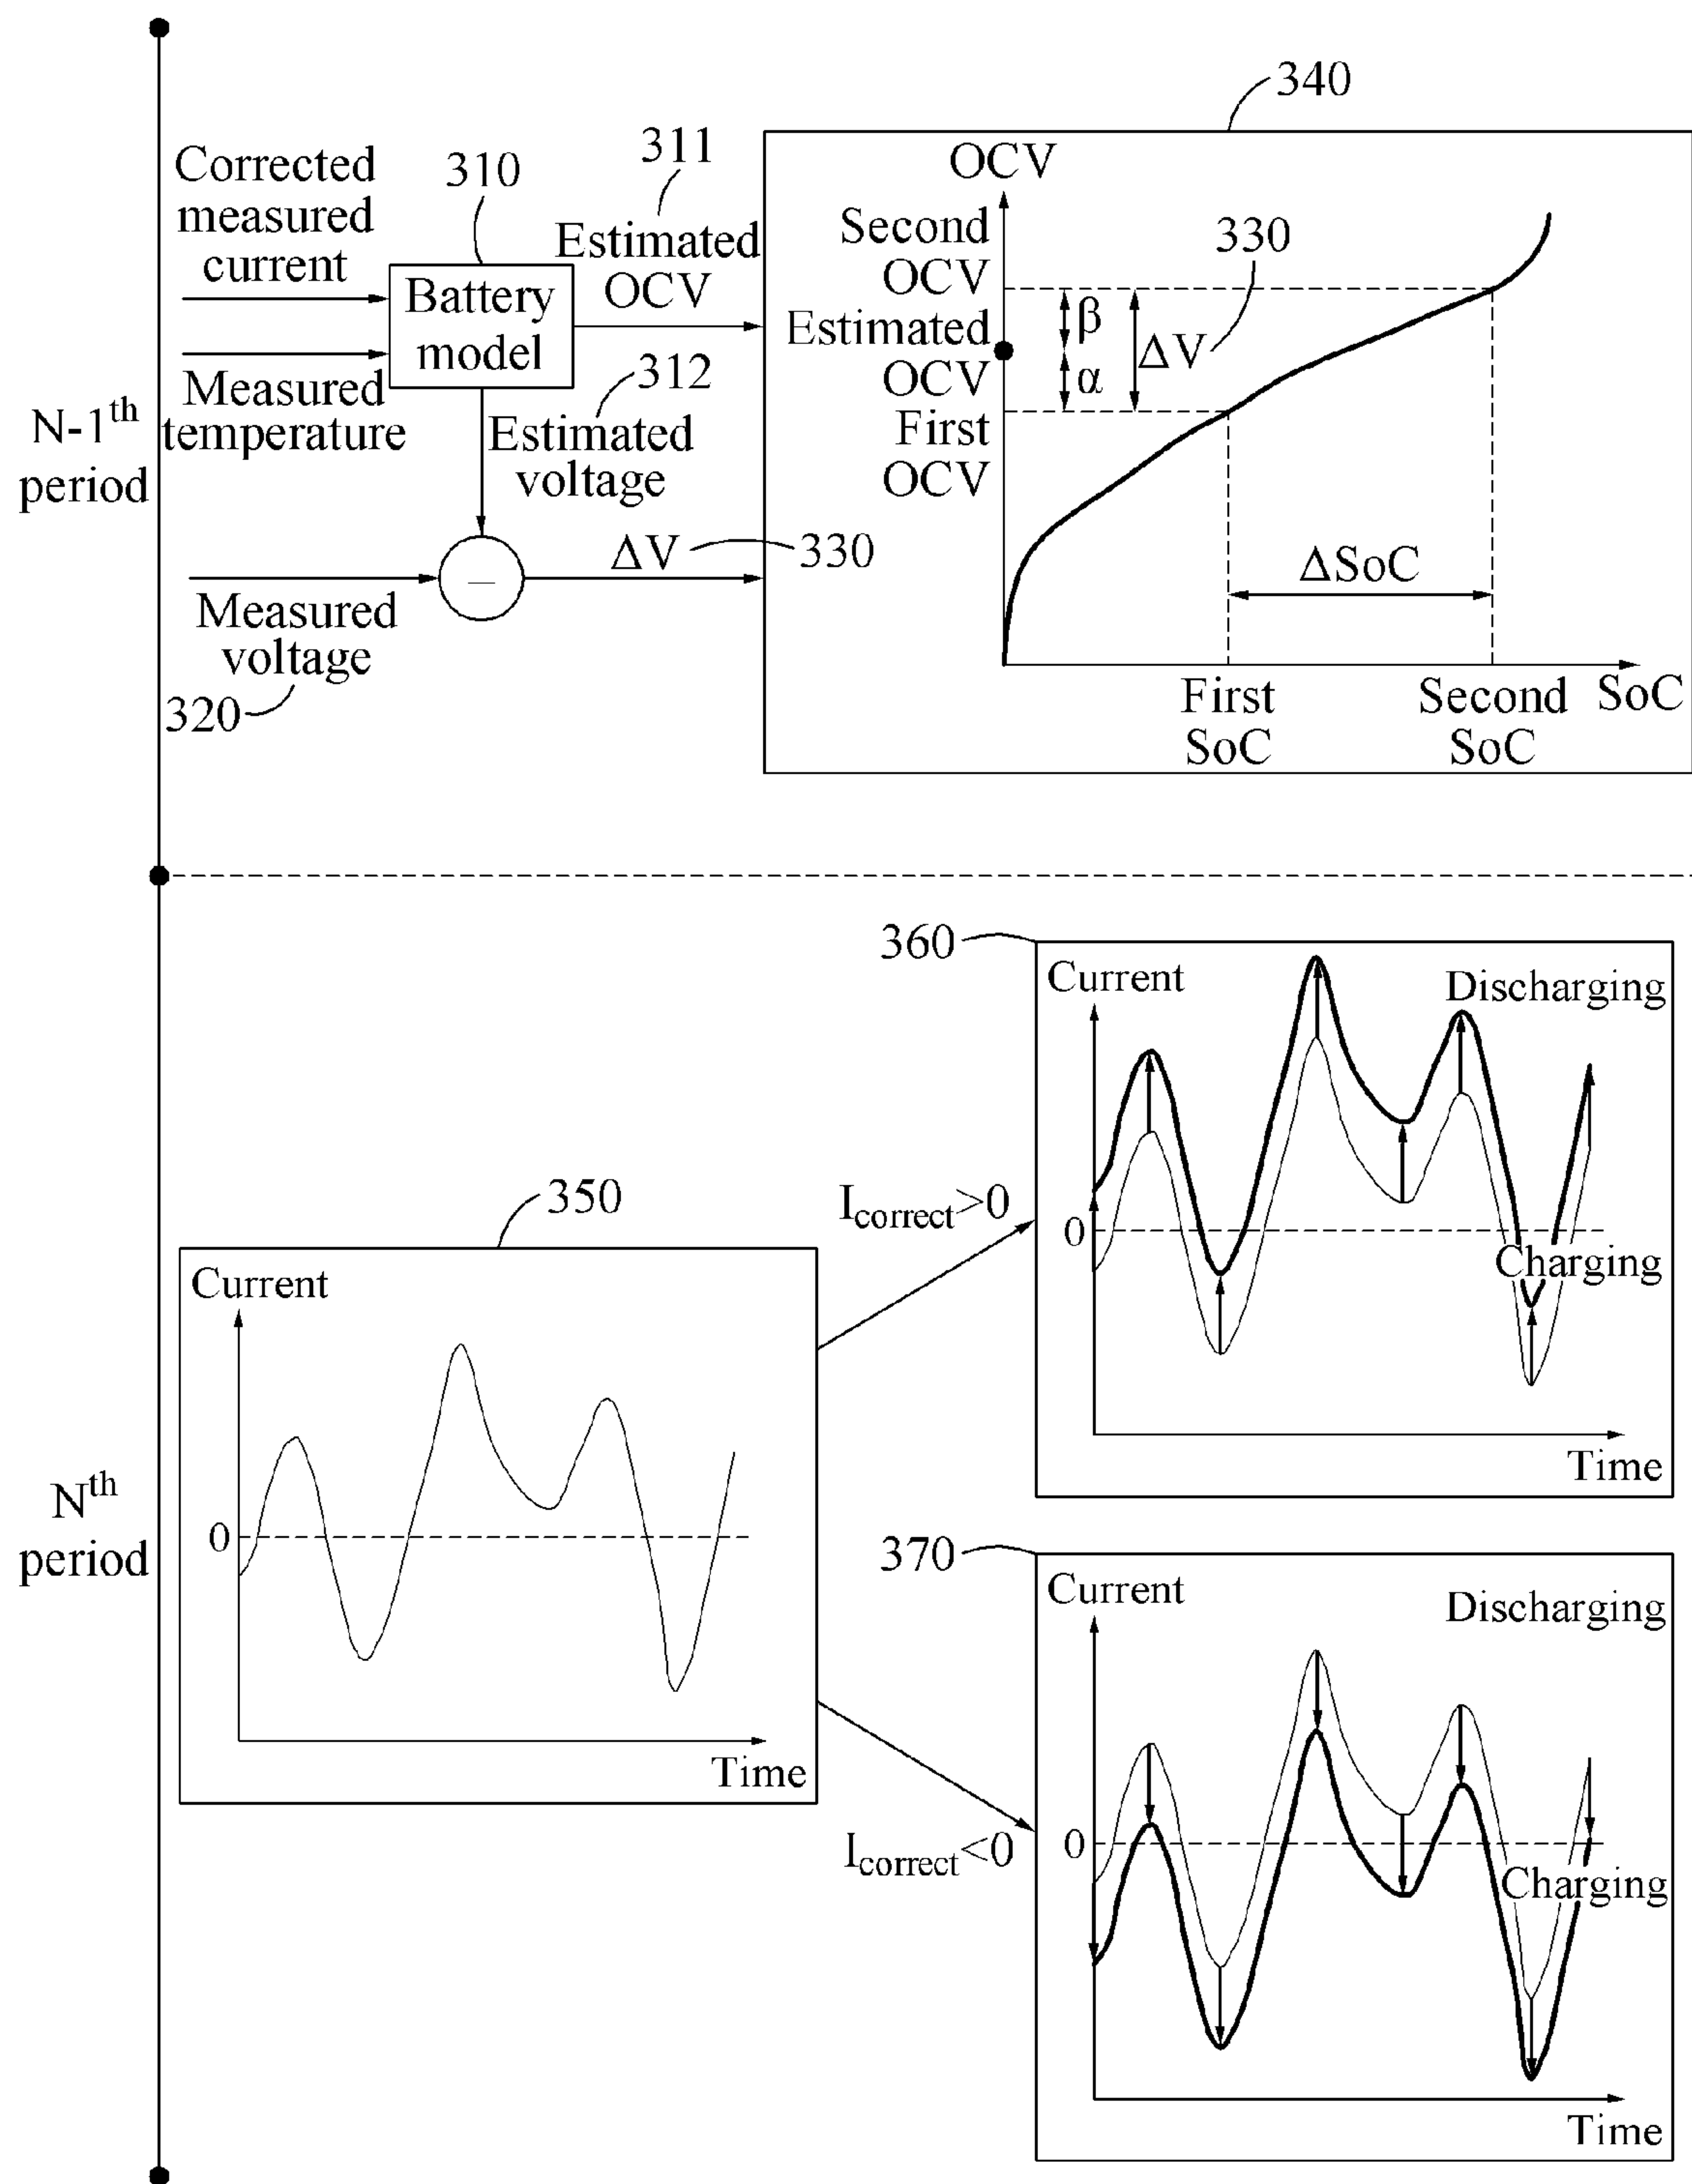 340
Corrected
measured
current
310
311
Estimated
OCV
Battery
model
Measured
temperature
312
Estimated
voltage
N-1th
period
ΔV
330
−
Measured
voltage
320
OCV
Second
OCV
Estimated
OCV
First
OCV
β
α
ΔV
330
ΔSoC
First
SoC
Second
SoC
SoC
Nth
period
350
Current
0
Time
Icorrect>0
Icorrect<0
360
Current
Discharging
0
Charging
Time
370
Current
Discharging
0
Charging
Time